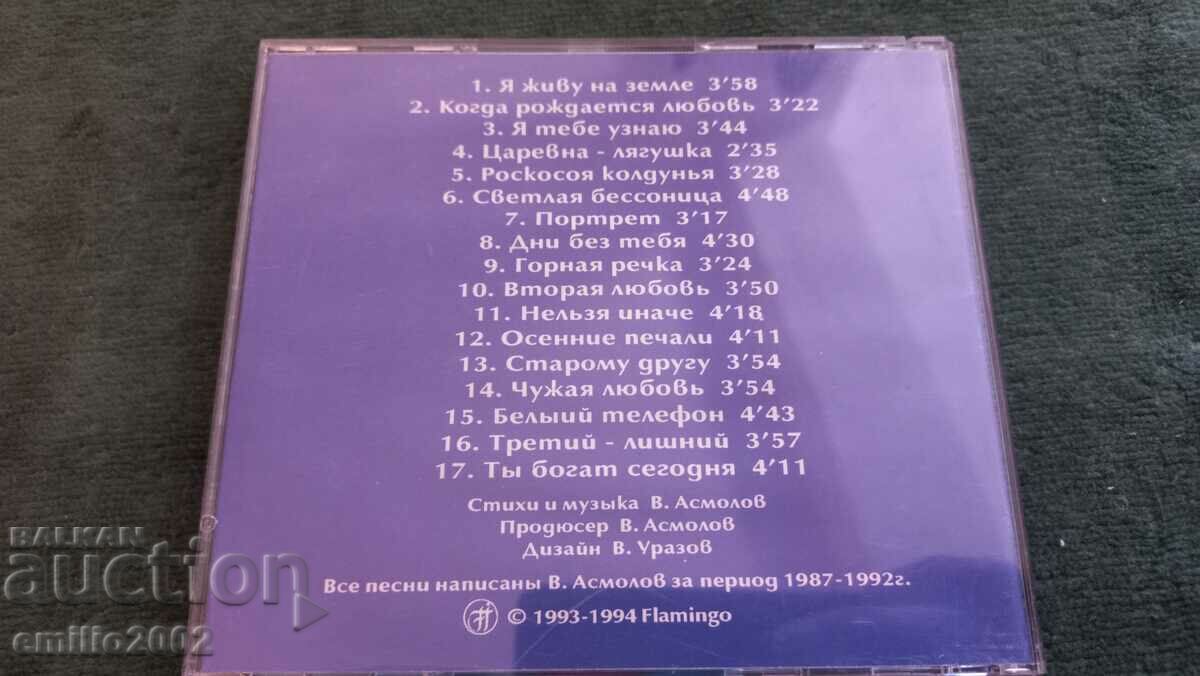 1. Я живу на земле 3'58
2. Когда рождается любовь 3'22
3. Я тебе узнаю 3'44
4. Царевна - лягушка 2'35
5. Роскосоя колдунья 3'28
6. Светлая бессоница 4'48
7. Портрет 3'17
8. Дни без тебя 4'30
9. Горная речка 3'24
10. Вторая любовь 3'50
11. Нельзя иначе 4'18
12. Осенние печали 4'11
13. Старому другу 3'54
14. Чужая любовь 3'54
15. Белыий телефон 4'43
16. Третий - лишний 3'57
17. Ты богат сегодня 4'11
Стихи и музыка В. Асмолов
Продюсер В. Асмолов
Дизайн В. Уразов
Все песни написаны В. Асмолов за период 1987-1992г.
© 1993-1994 Flamingo
BALKAN
auction
emilio2002